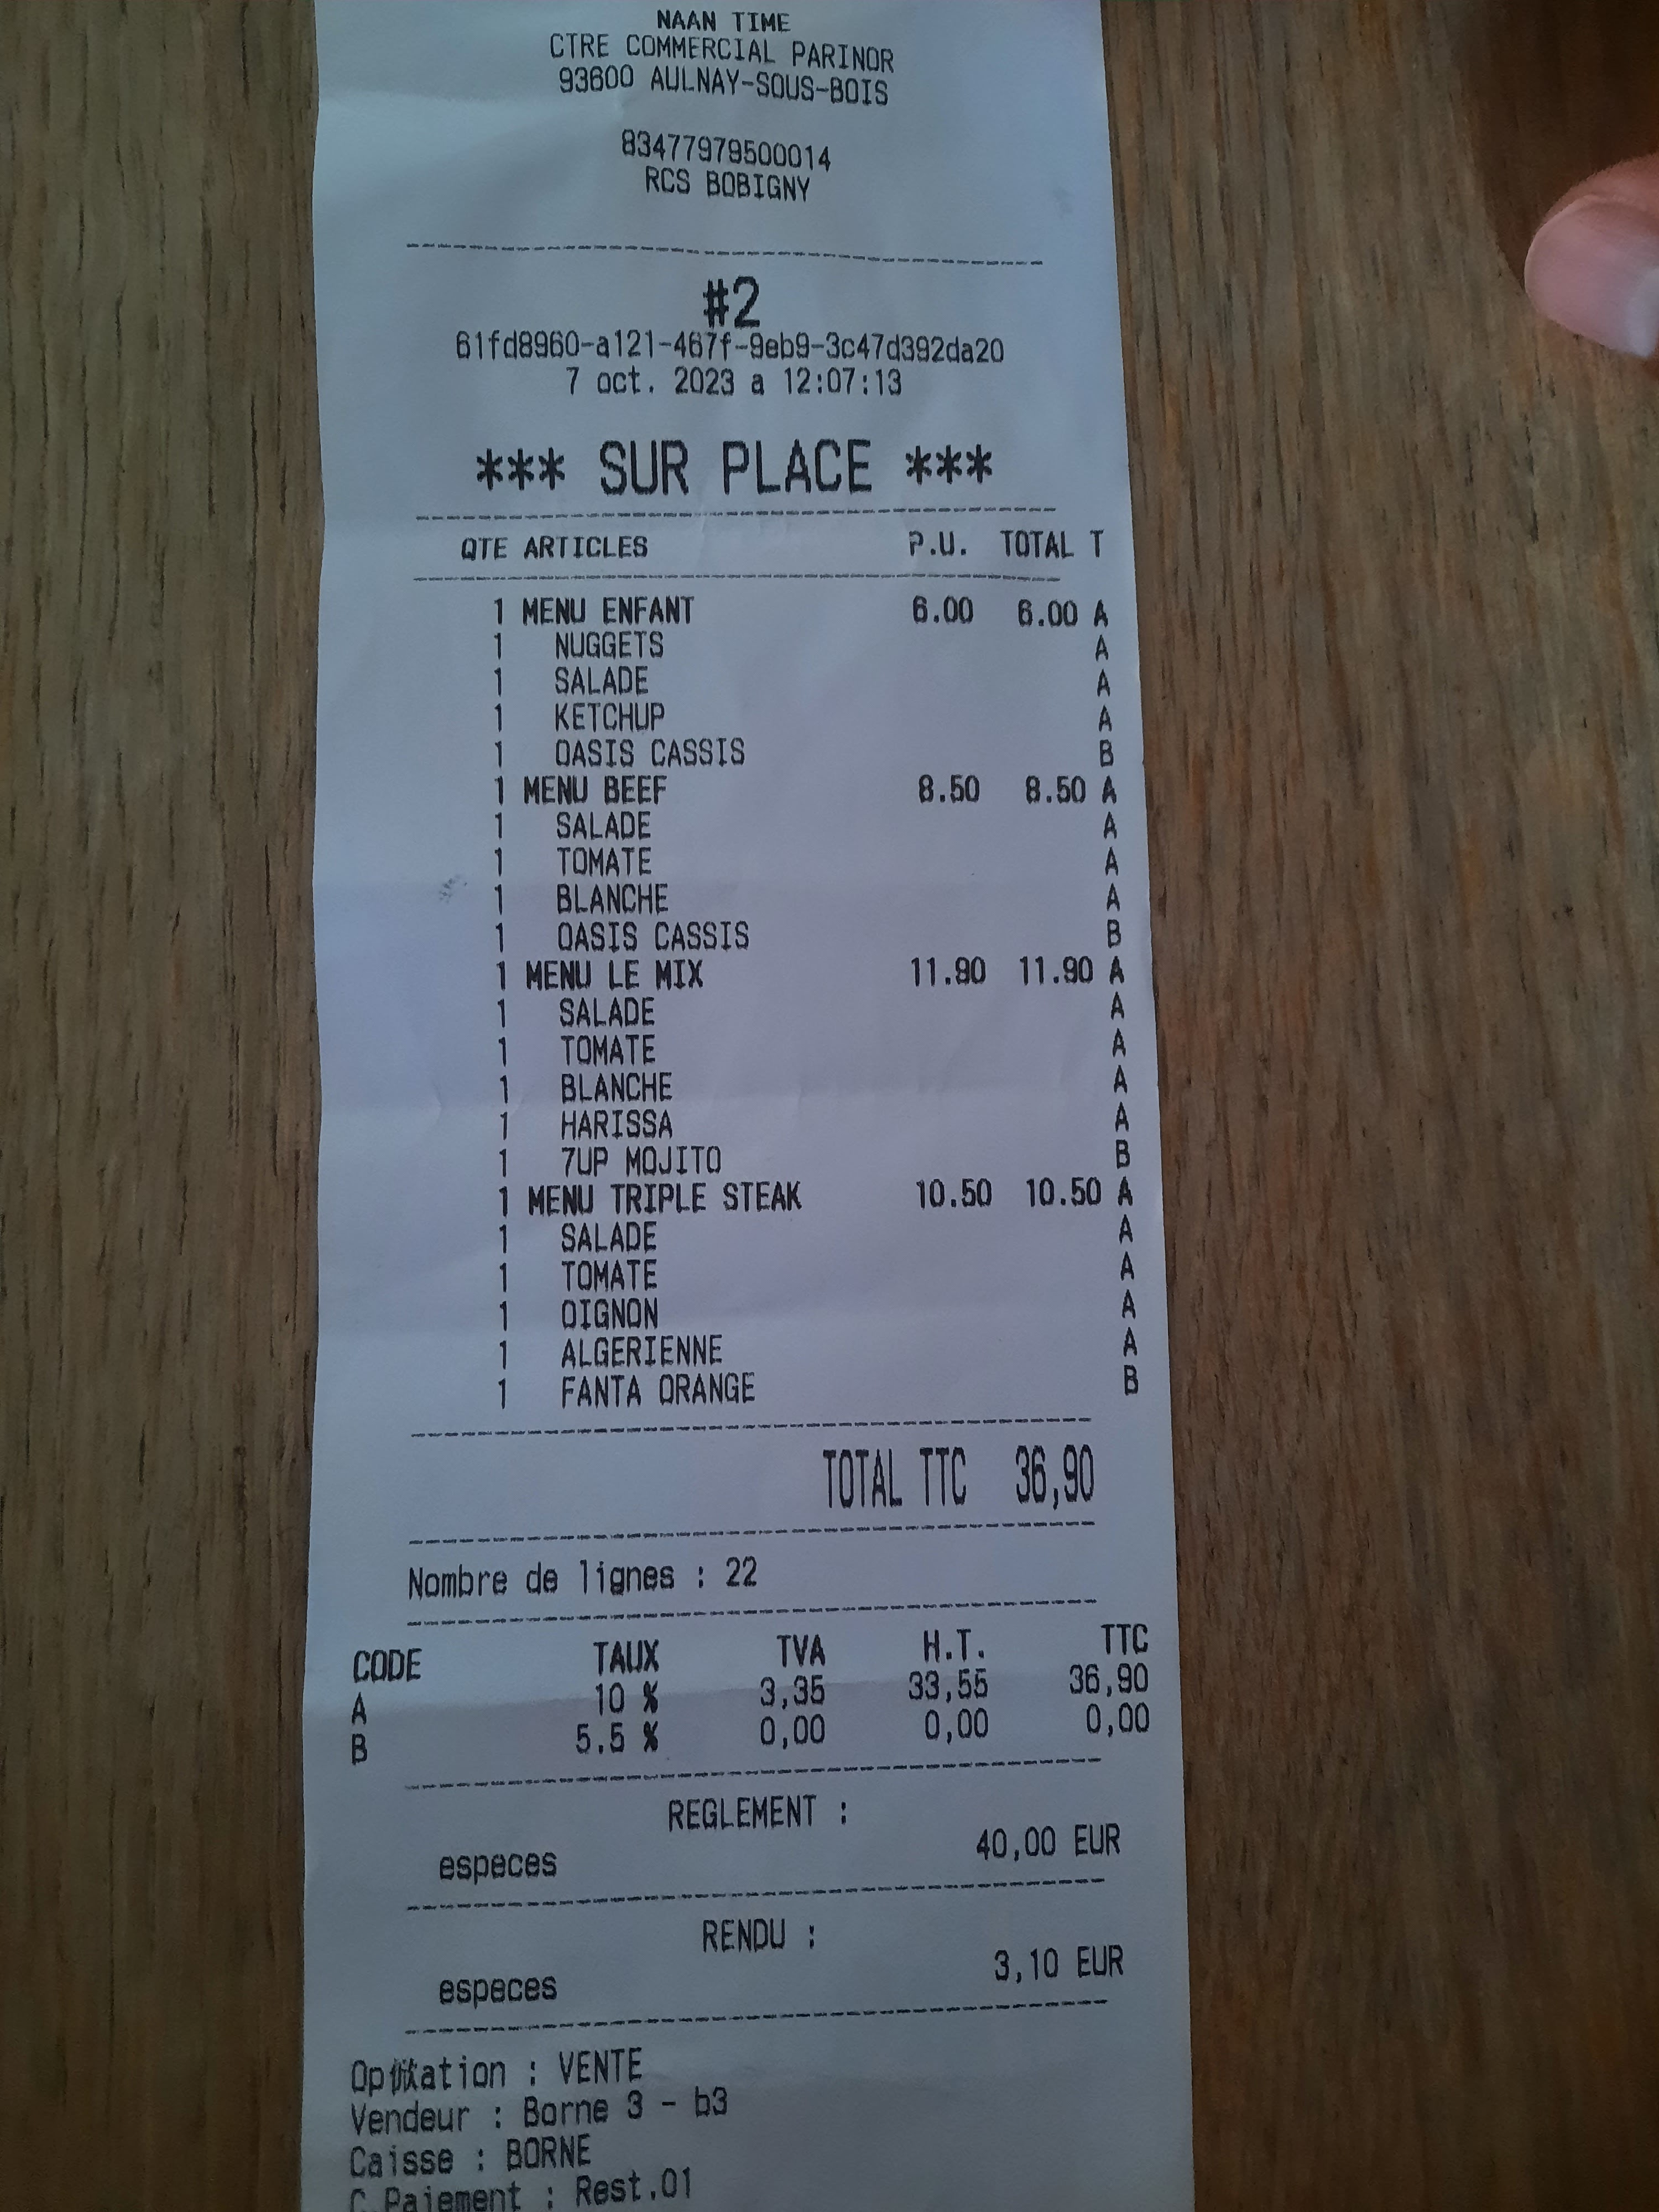 NAAN TIME
CTRE COMMERCIAL PARINOR
93600 AULNAY-SOUS-BOIS
83477979500014
RCS BOBIGNY
#2
61fd8960-a121-467f-9eb9-3c47d392da20
7 oct. 2023 a 12:07:13
*** SUR PLACE ***
QTE ARTICLES P.U. TOTAL T
1 MENU ENFANT 6.00 6.00 A
1 NUGGETS A
1 SALADE A
1 KETCHUP A
1 OASIS CASSIS B
1 MENU BEEF 8.50 8.50 A
1 SALADE A
1 TOMATE A
1 BLANCHE A
1 OASIS CASSIS B
1 MENU LE MIX 11.90 11.90 A
1 SALADE A
1 TOMATE A
1 BLANCHE A
1 HARISSA A
1 7UP MOJITO B
1 MENU TRIPLE STEAK 10.50 10.50 A
1 SALADE A
1 TOMATE A
1 OIGNON A
1 ALGERIENNE A
1 FANTA ORANGE B
TOTAL TTC 36,90
Nombre de lignes : 22
CODE TAUX TVA H.T. TTC
A 10 % 3,35 33,55 36,90
B 5.5 % 0,00 0,00 0,00
REGLEMENT :
especes 40,00 EUR
RENDU :
especes 3,10 EUR
: VENTE
Vendeur : Borne 3 - b3
Caisse : BORNE
C.Paiement : Rest.01